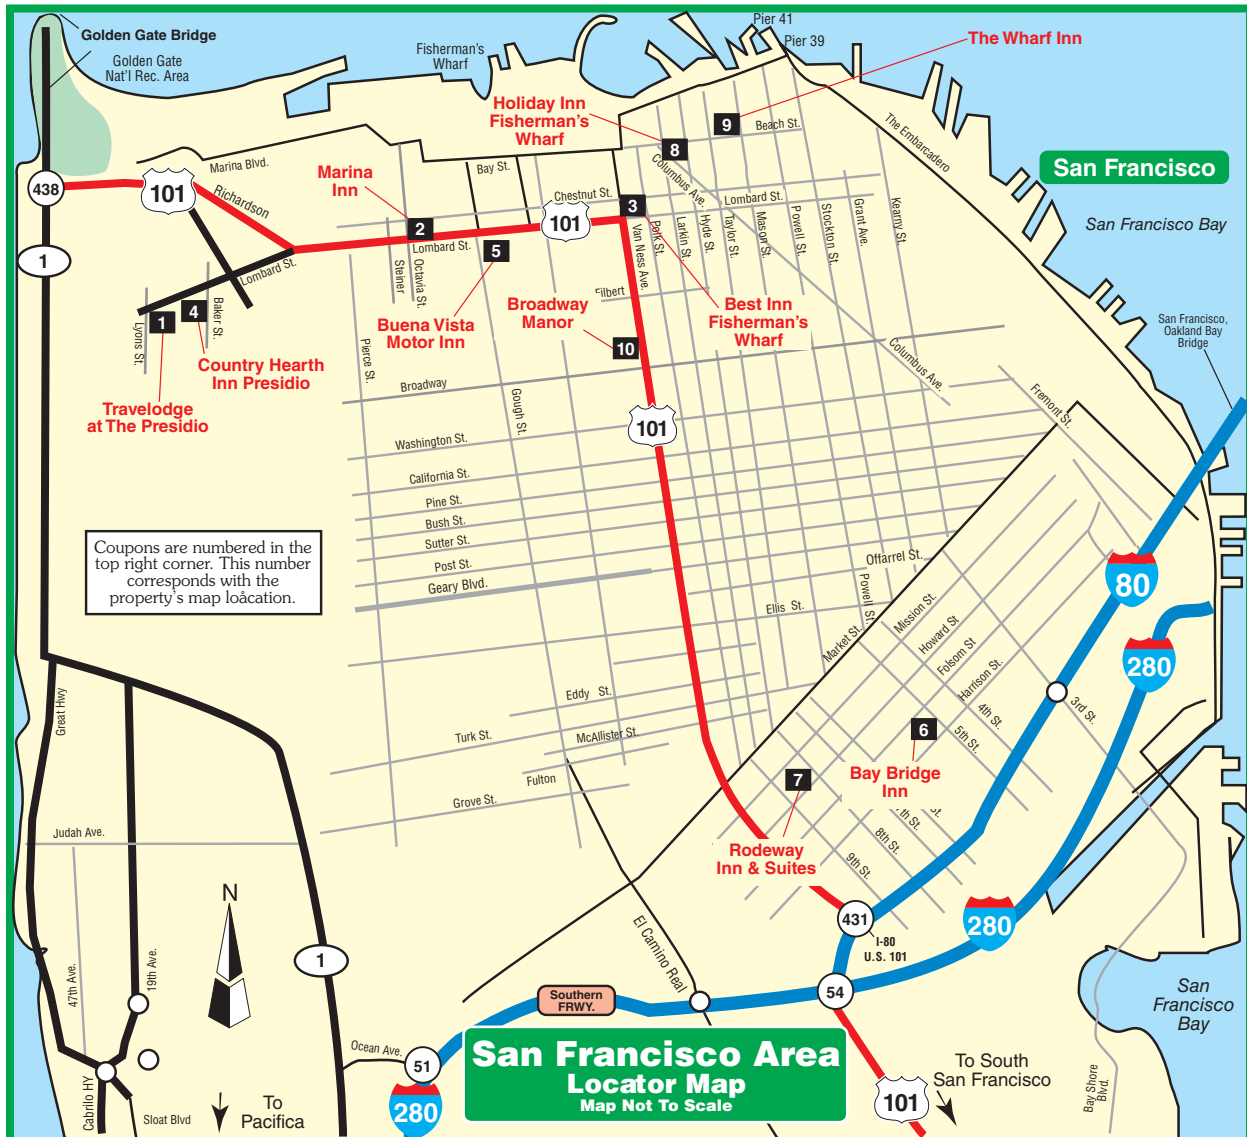 Golden Gate Bridge
Golden Gate
Nat'l Rec. Area
Fisherman's
Wharf
Pier 41
Pier 39
The Wharf Inn
Holiday Inn
Fisherman's
Wharf
9
Beach St.
8
The Embarcadero
San Francisco
San Francisco Bay
438
101
Marina Blvd.
Richardson
Marina
Inn
Bay St.
Chestnut St.
Columbus Ave.
Lombard St.
3
2
Lombard St.
5
101
Van Ness Ave.
Polk St.
Larkin St.
Hyde St.
Taylor St.
Mason St.
Powell St.
Stockton St.
Grant Ave.
Kearny St.
1
Lombard St.
Steiner
Octavia St.
Filbert
Broadway
Manor
Best Inn
Fisherman's
Wharf
Buena Vista
Motor Inn
10
1
4
Lyons St.
Baker St.
Country Hearth
Inn Presidio
Travelodge
at The Presidio
Pierce St.
Gough St.
Broadway
Columbus Ave.
San Francisco,
Oakland Bay
Bridge
Fremont St.
101
Washington St.
California St.
Pine St.
Bush St.
Sutter St.
Post St.
Geary Blvd.
Coupons are numbered in the
top right corner. This number
corresponds with the
property's map loåcation.
Offarrel St.
Powell St.
Ellis St.
Market St.
Mission St.
Howard St
Folsom St
Harrison St.
80
280
Great Hwy
Eddy St.
Turk St.
McAllister St.
Fulton
Grove St.
3rd St.
4th St.
5th St.
6
Bay Bridge
Inn
7
Rodeway
Inn & Suites
St.
7th St.
8th St.
9th St.
Judah Ave.
N
47th Ave.
19th Ave.
1
El Camino Real
431
I-80
U.S. 101
280
54
Southern
FRWY.
San
Francisco
Bay
Ocean Ave.
51
280
San Francisco Area
Locator Map
Map Not To Scale
To South
San Francisco
101
Bay Shore
Blvd.
Cabrilo HY
Sloat Blvd
To
Pacifica